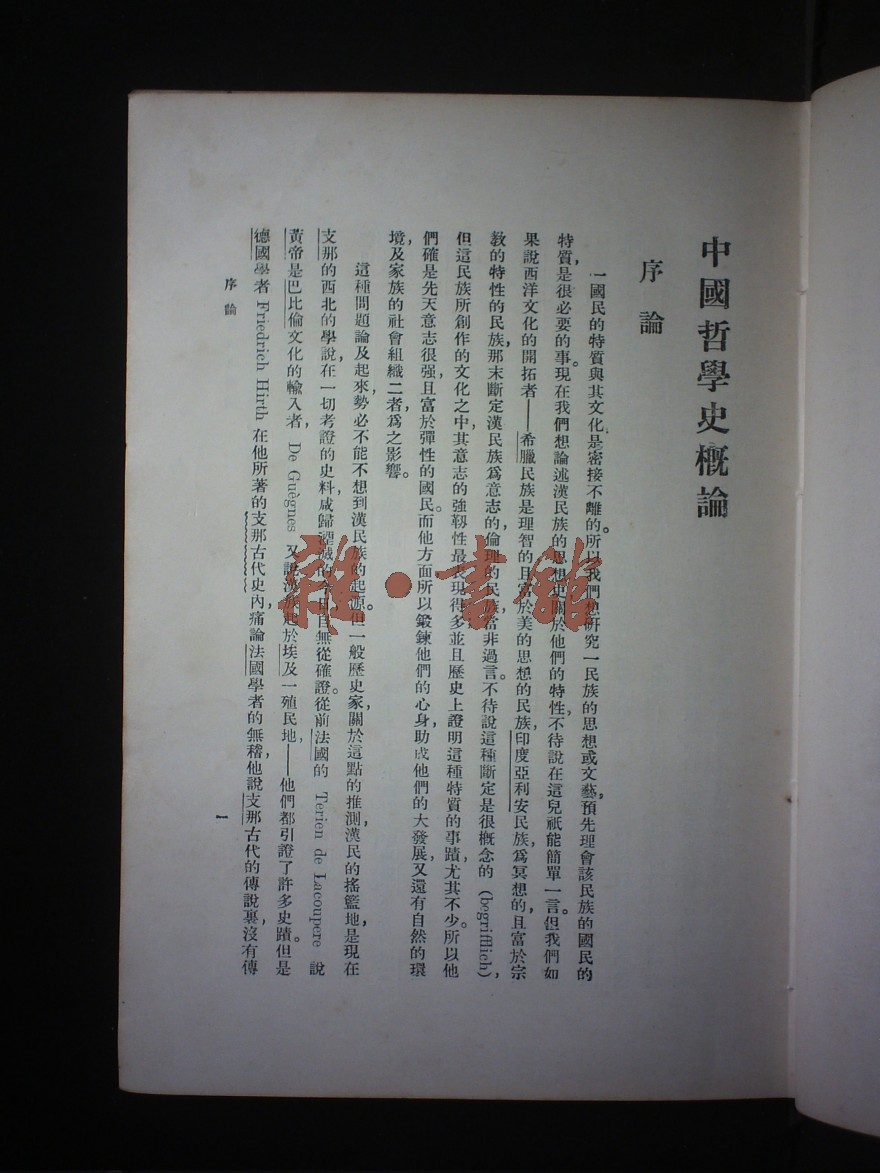 中國哲學史概論
序論
一國民的特質與其文化是密接不離的。所以我們想研究一民族的思想或文藝，預先理會該民族的國民的
特質，是很必要的事。現在我們想論述漢民族的思想史，關於他們的特性，不待說在這兒祇能簡單一言。但我們如
果說西洋文化的開拓者——希臘民族是理智的且富於美的思想的民族，印度亞利安民族，爲冥想的，且富於宗
教的特性的民族，那末斷定漢民族爲意志的，倫理的民族，當非過言。不待說這種斷定是很概念的 (begrifflich)，
但這民族所創作的文化之中，其意志的強韌性最表現得多，並且歷史上證明這種特質的事蹟，尤其不少。所以他
們確是先天意志很强，且富於彈性的國民。而他方面所以鍛鍊他們的心身，助成他們的大發展，又還有自然的環
境及家族的社會組織二者，爲之影響。
這種問題論及起來，勢必不能不想到漢民族的起源。但一般歷史家，關於這點的推測，漢民的搖籃地，是現在
支那的西北的學說，在一切考證的史料，咸歸湮滅的今日，自無從確證。從前法國的 Terien de Lacoupere 說
黃帝是巴比倫文化的輸入者，De Guègnes 又說漢族起於埃及一殖民地，——他們都引證了許多史蹟。但是
德國學者 Friedrich Hirth 在他所著的支那古代史內，痛論法國學者的無稽，他說支那古代的傳說裏，沒有傳
序論
1
雜·書館